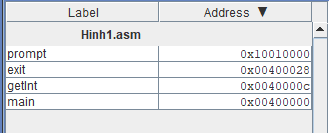 Label Address ▼
Hinh1.asm
prompt 0x10010000
exit 0x00400028
getInt 0x0040000c
main 0x00400000